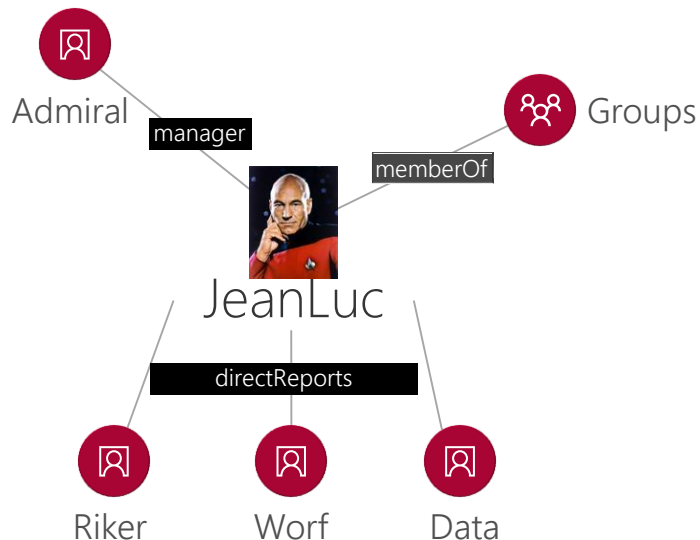 Admiral
Groups
manager
memberOf
JeanLuc
directReports
Riker
Worf
Data